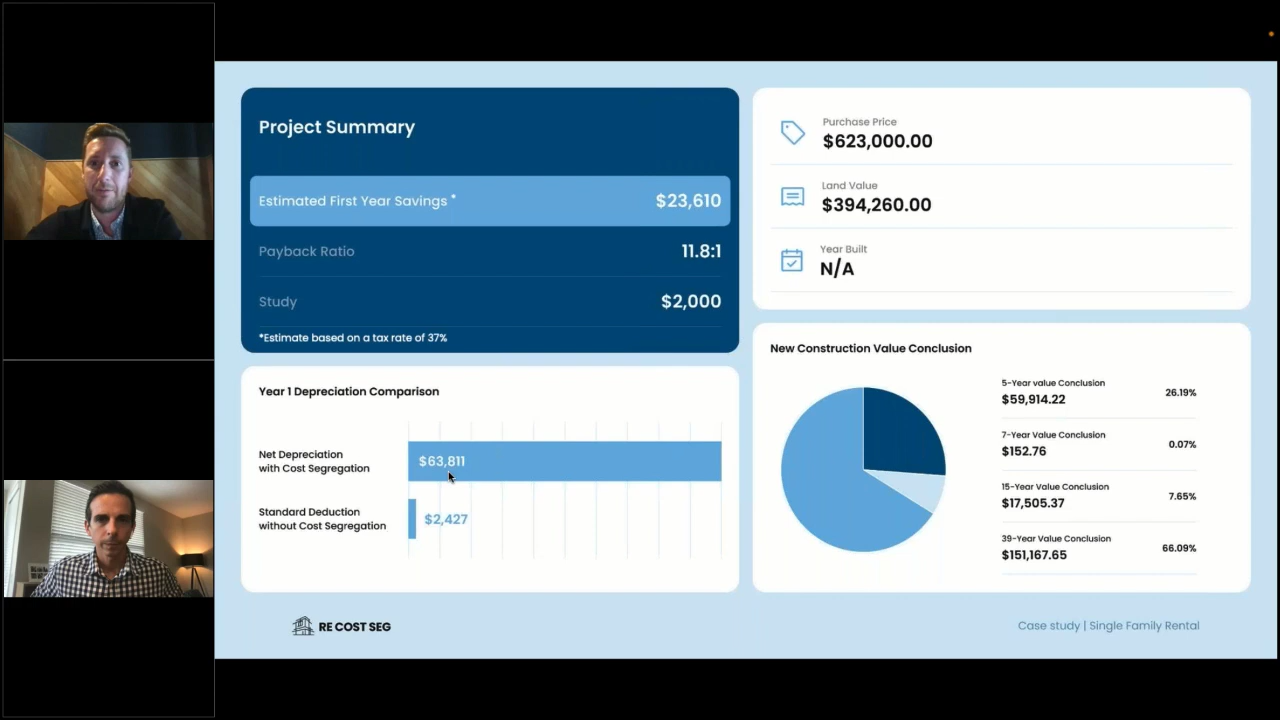 Project Summary
Estimated First Year Savings *
$23,610
Payback Ratio
11.8:1
Study
$2,000
*Estimate based on a tax rate of 37%
Purchase Price
$623,000.00
Land Value
$394,260.00
Year Built
N/A
Year 1 Depreciation Comparison
Net Depreciation
with Cost Segregation
$63,811
Standard Deduction
without Cost Segregation
$2,427
New Construction Value Conclusion
5-Year value Conclusion
$59,914.22
26.19%
7-Year Value Conclusion
$152.76
0.07%
15-Year Value Conclusion
$17,505.37
7.65%
39-Year Value Conclusion
$151,167.65
66.09%
RE COST SEG
Case study | Single Family Rental